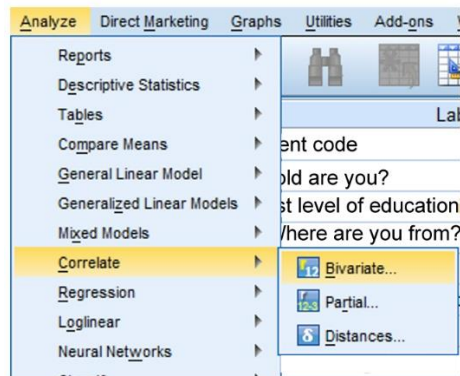 Analyze Direct Marketing Graphs Utilities Add-ons
Reports
Descriptive Statistics
Tables
Compare Means
General Linear Model
Generalized Linear Models
Mixed Models
Correlate
Regression
Loglinear
Neural Networks
Lab
ent code
old are you?
st level of education
Where are you from?
Bivariate...
Partial...
Distances...